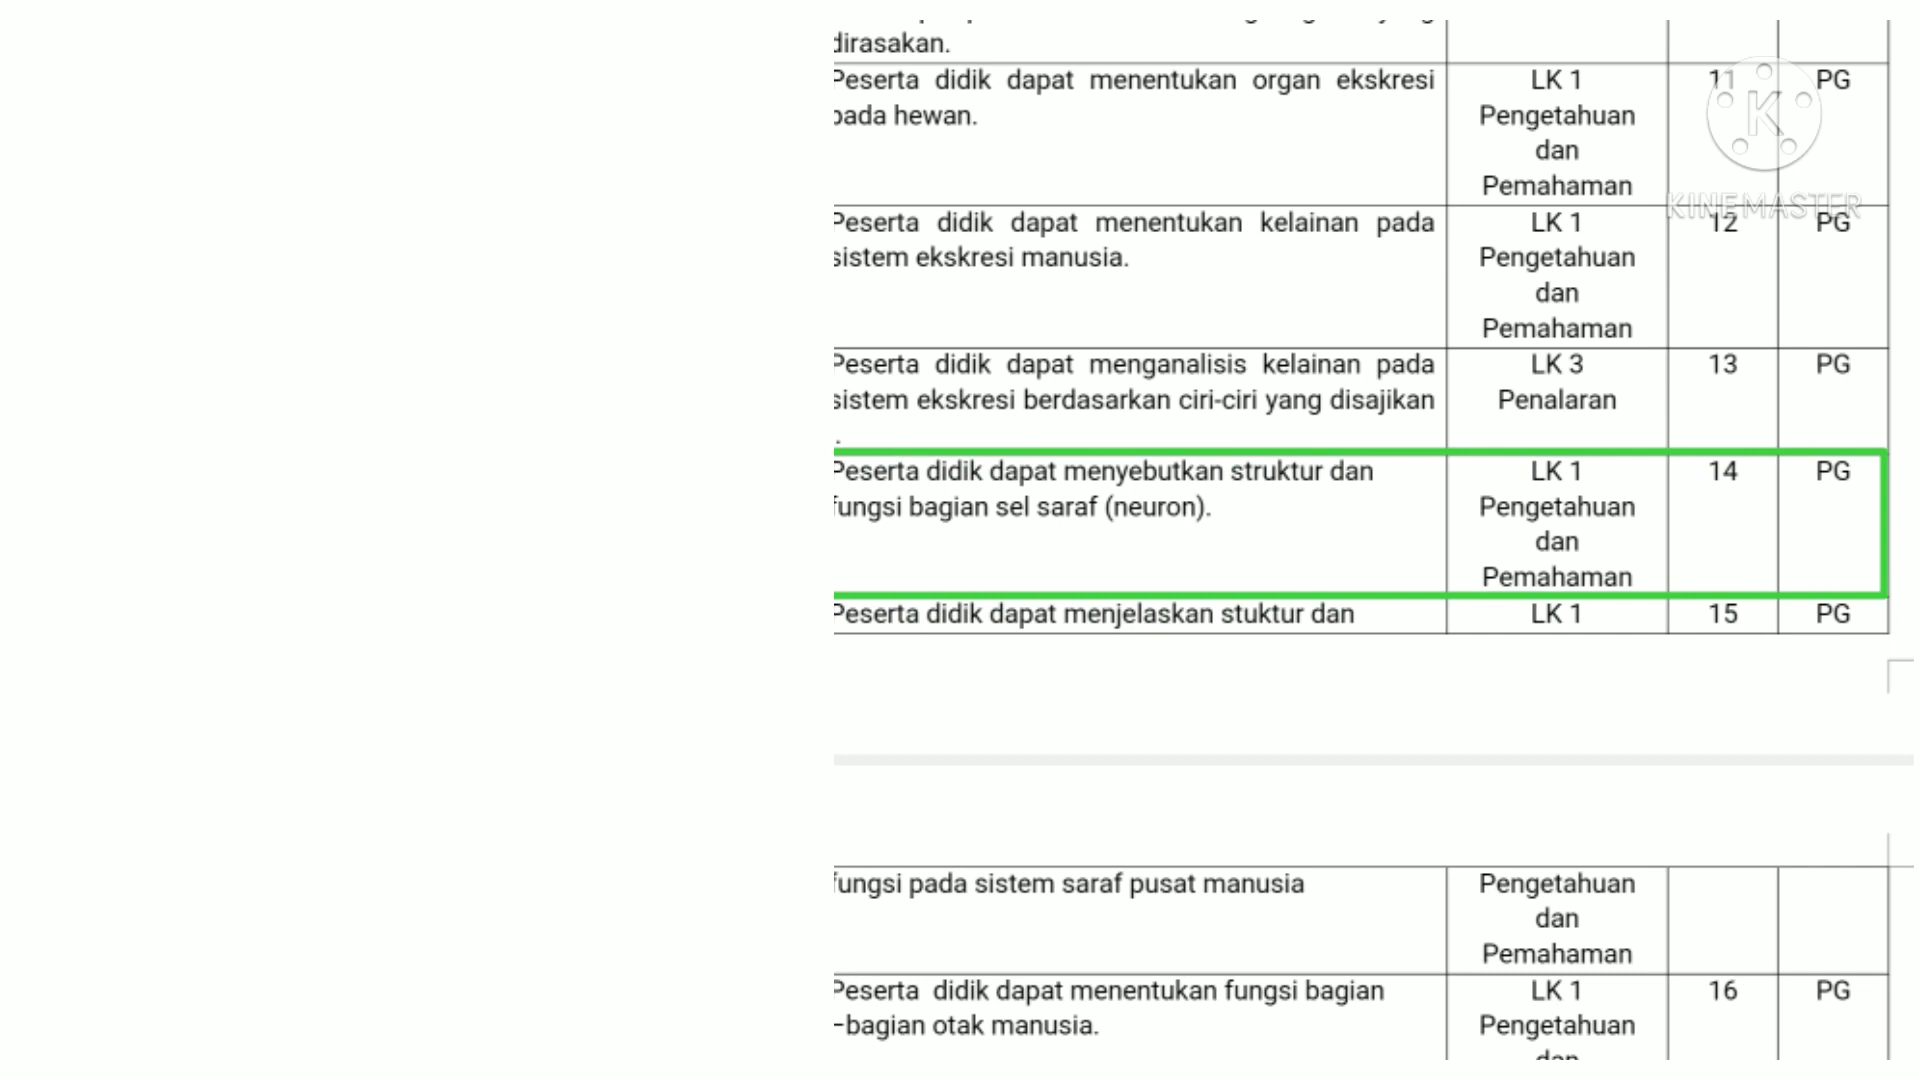 dirasakan.
Peserta didik dapat menentukan organ ekskresi
pada hewan.
LK 1
Pengetahuan
dan
Pemahaman
11
PG
KINEMASTER
Peserta didik dapat menentukan kelainan pada
sistem ekskresi manusia.
LK 1
Pengetahuan
dan
Pemahaman
12
PG
Peserta didik dapat menganalisis kelainan pada
sistem ekskresi berdasarkan ciri-ciri yang disajikan
.
LK 3
Penalaran
13
PG
Peserta didik dapat menyebutkan struktur dan
fungsi bagian sel saraf (neuron).
LK 1
Pengetahuan
dan
Pemahaman
14
PG
Peserta didik dapat menjelaskan stuktur dan
LK 1
15
PG
fungsi pada sistem saraf pusat manusia
Pengetahuan
dan
Pemahaman
Peserta didik dapat menentukan fungsi bagian
–bagian otak manusia.
LK 1
Pengetahuan
dan
16
PG